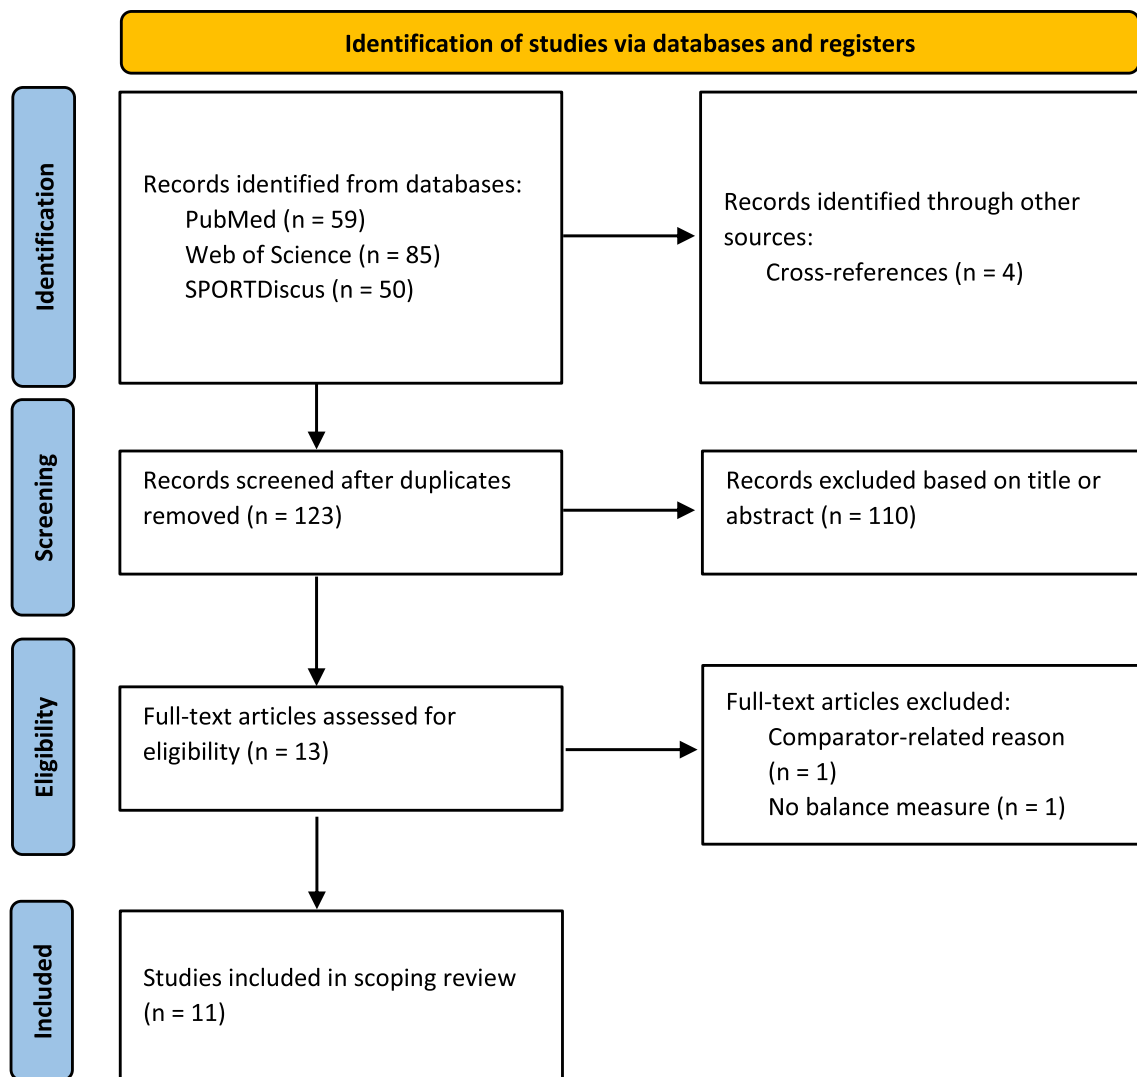 Identification of studies via databases and registers
Identification
Records identified from databases:
PubMed (n = 59)
Web of Science (n = 85)
SPORTDiscus (n = 50)
Records identified through other
sources:
Cross-references (n = 4)
Screening
Records screened after duplicates
removed (n = 123)
Records excluded based on title or
abstract (n = 110)
Eligibility
Full-text articles assessed for
eligibility (n = 13)
Full-text articles excluded:
Comparator-related reason
(n = 1)
No balance measure (n = 1)
Included
Studies included in scoping review
(n = 11)